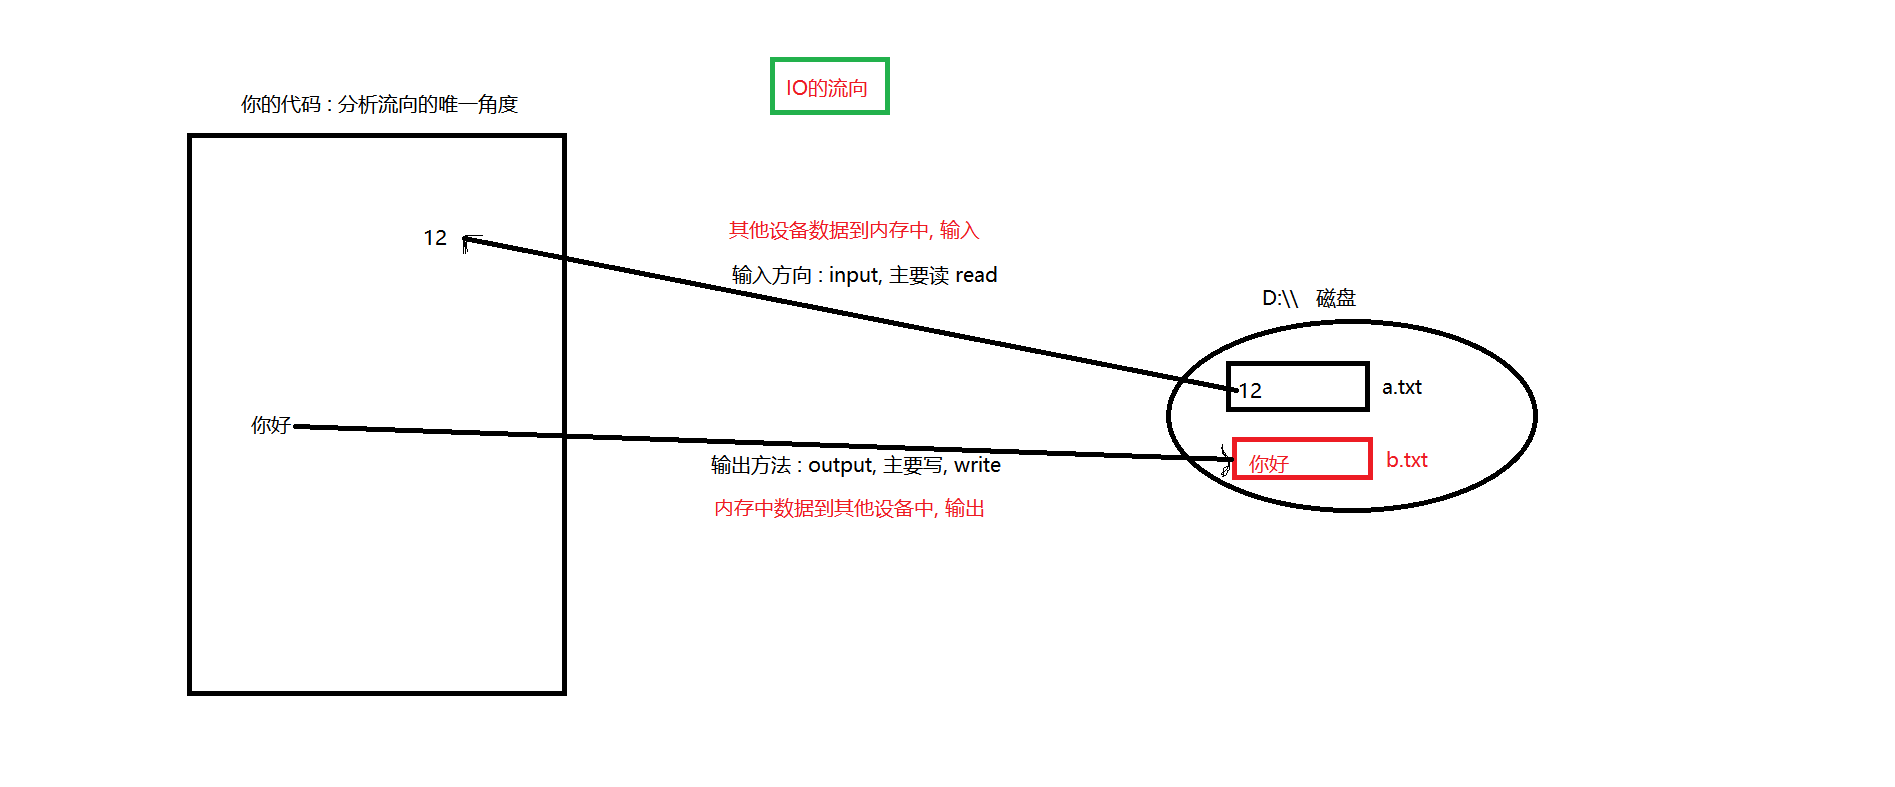 IO的流向
你的代码 : 分析流向的唯一角度
其他设备数据到内存中, 输入
12
输入方向 : input, 主要读 read
D:\\ 磁盘
12
a.txt
你好
输出方法 : output, 主要写, write
你好
b.txt
内存中数据到其他设备中, 输出